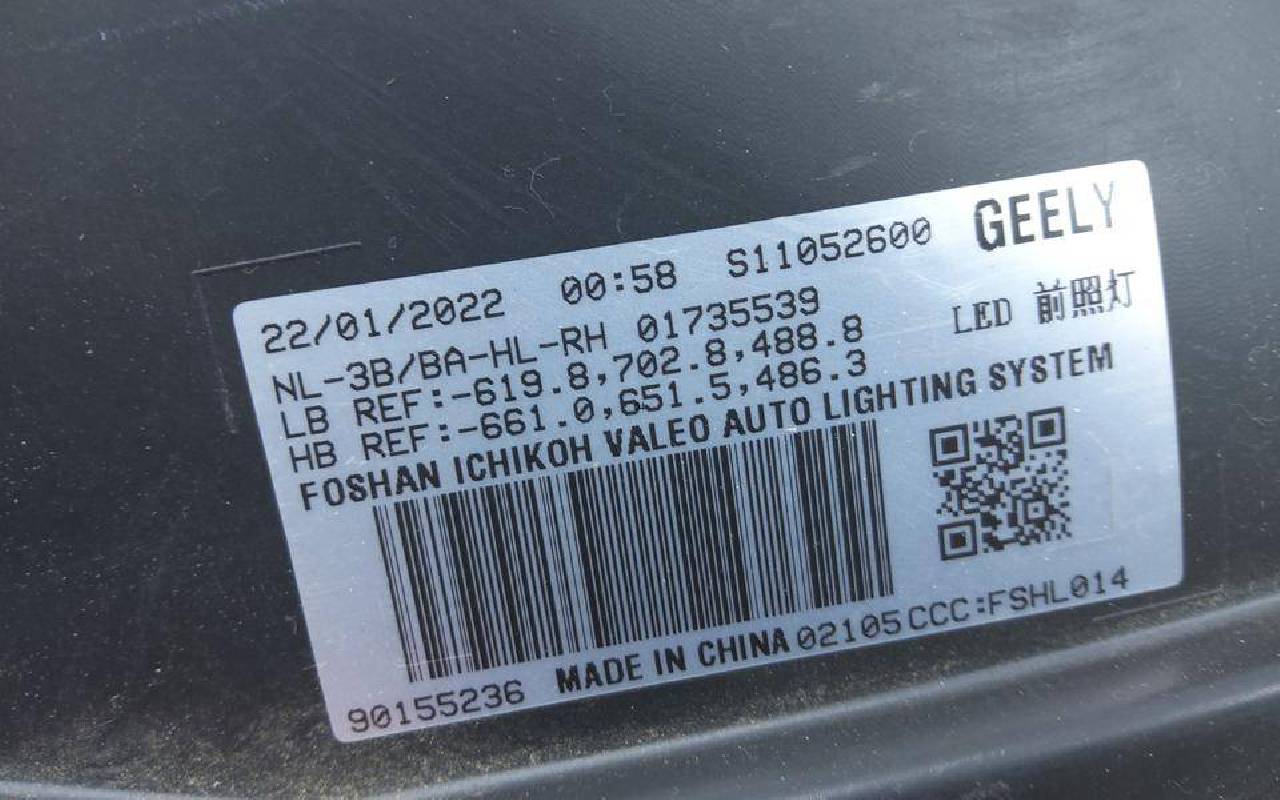 22/01/2022 00:58 S11052600 GEELY
NL-3B/BA-HL-RH 01735539 LED 前照灯
LB REF:-619.8,702.8,488.8
HB REF:-661.0,651.5,486.3
FOSHAN ICHIKOH VALEO AUTO LIGHTING SYSTEM
90155236 MADE IN CHINA 02105 CCC:FSHL014